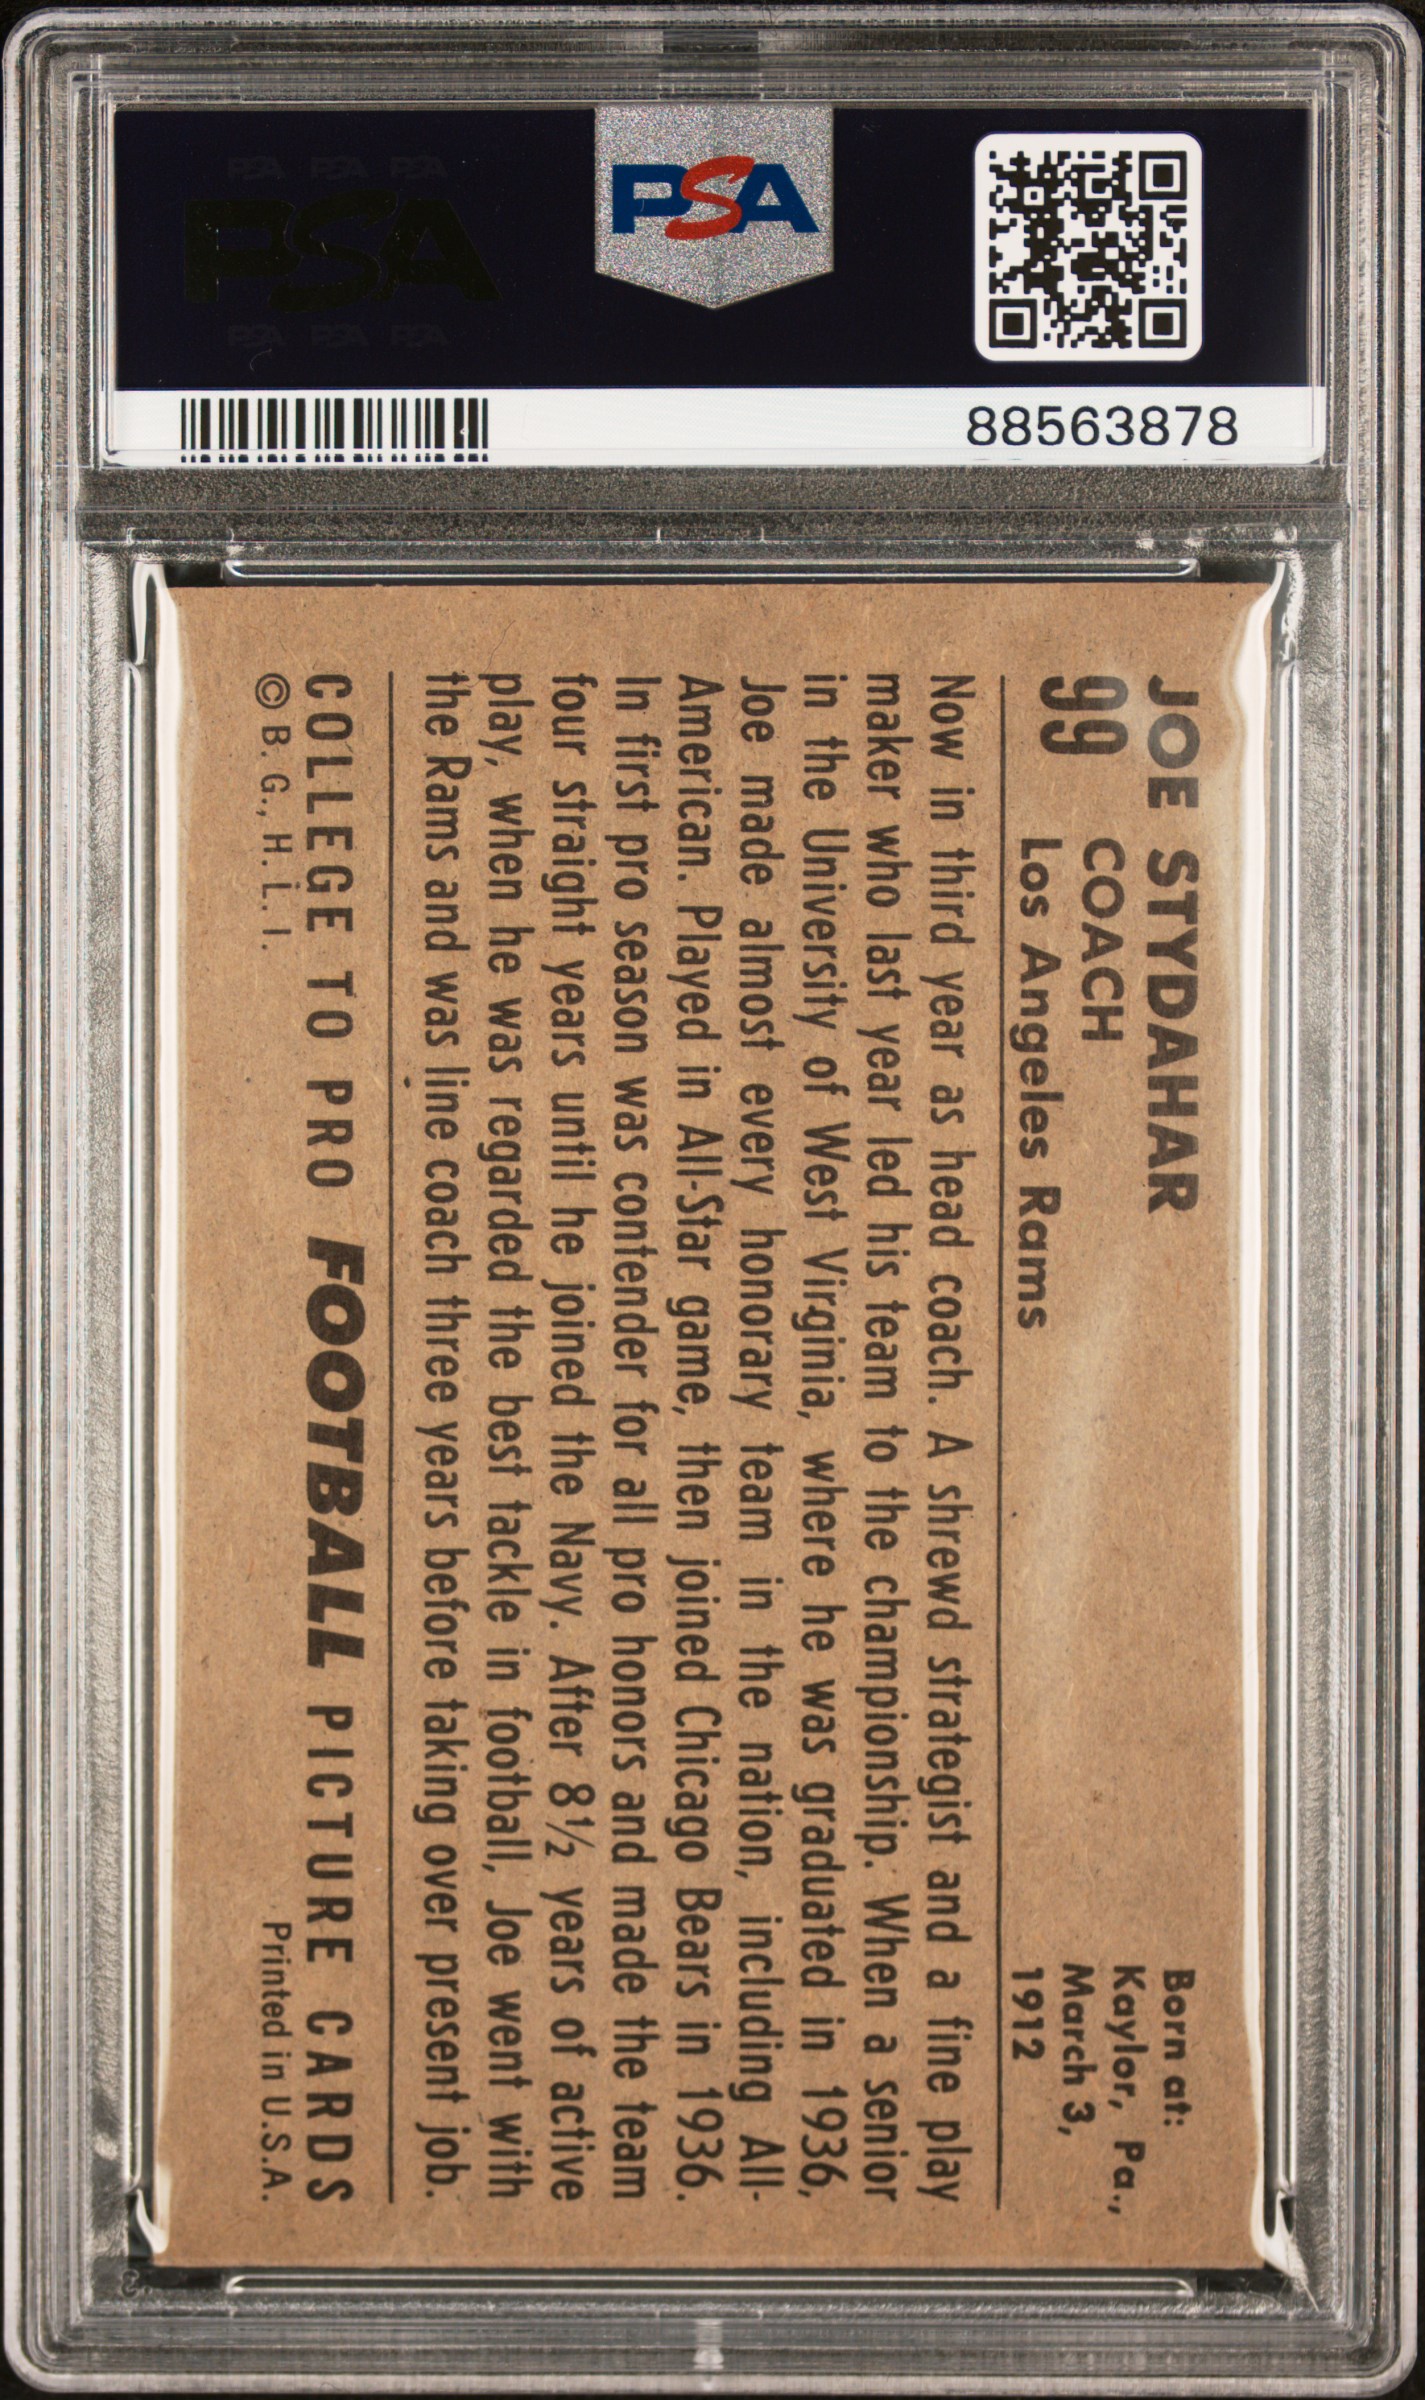 PSA PSA PSA
PSA
PSA PSA PSA
PSA
88563878
JOE STYDAHAR
99 COACH
Los Angeles Rams
Born at:
Kaylor, Pa.,
March 3,
1912
Now in third year as head coach. A shrewd strategist and a fine play
maker who last year led his team to the championship. When a senior
in the University of West Virginia, where he was graduated in 1936,
Joe made almost every honorary team in the nation, including All-
American. Played in All-Star game, then joined Chicago Bears in 1936.
In first pro season was contender for all pro honors and made the team
four straight years until he joined the Navy. After 8½ years of active
play, when he was regarded the best tackle in football, Joe went with
the Rams and was line coach three years before taking over present job.
COLLEGE TO PRO FOOTBALL PICTURE CARDS
© B. G., H. L. I.
Printed in U.S.A.